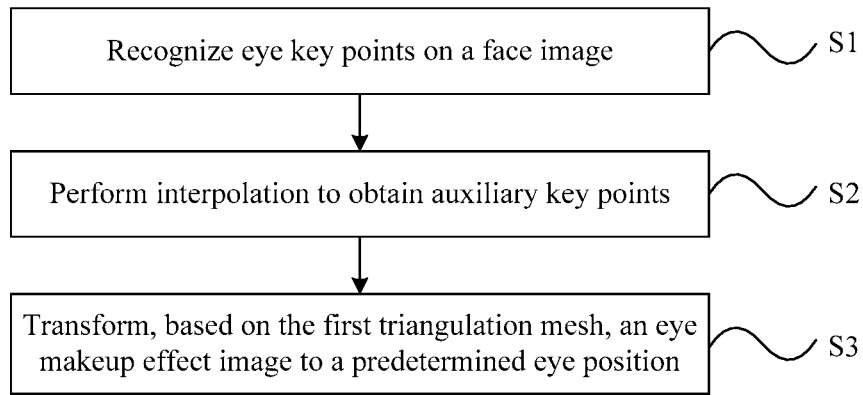 Recognize eye key points on a face image
S1
Perform interpolation to obtain auxiliary key points
S2
Transform, based on the first triangulation mesh, an eye
makeup effect image to a predetermined eye position
S3